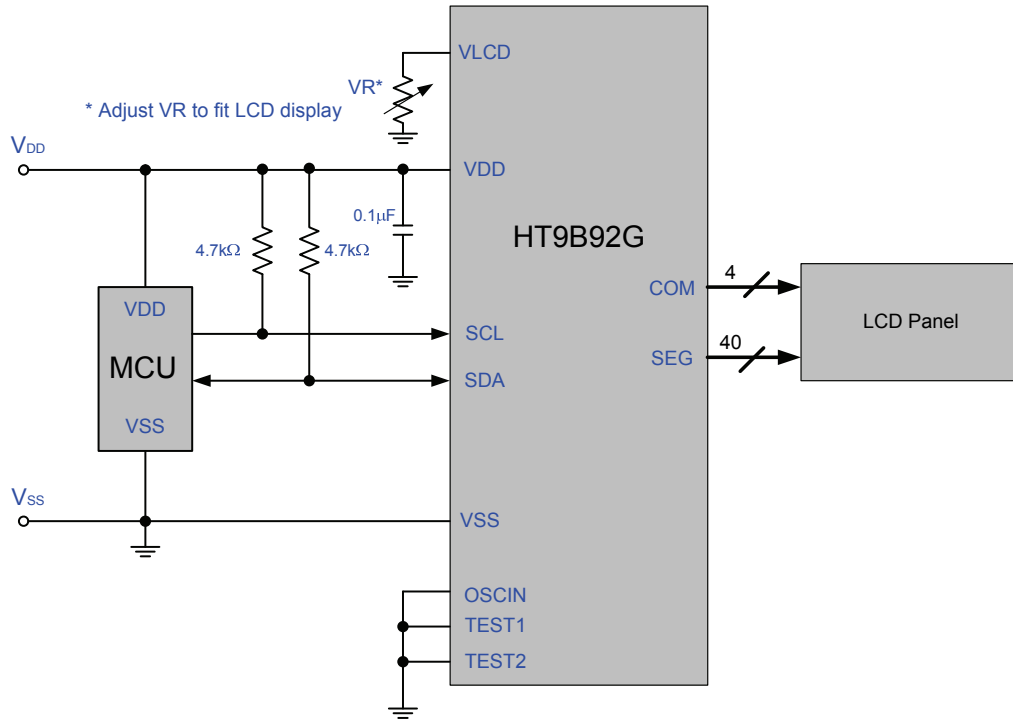 VLCD
VR*
* Adjust VR to fit LCD display
VDD
VDD
0.1µF
4.7kΩ
4.7kΩ
HT9B92G
COM
4
LCD Panel
VDD
SCL
MCU
SEG
40
SDA
VSS
VSS
VSS
OSCIN
TEST1
TEST2